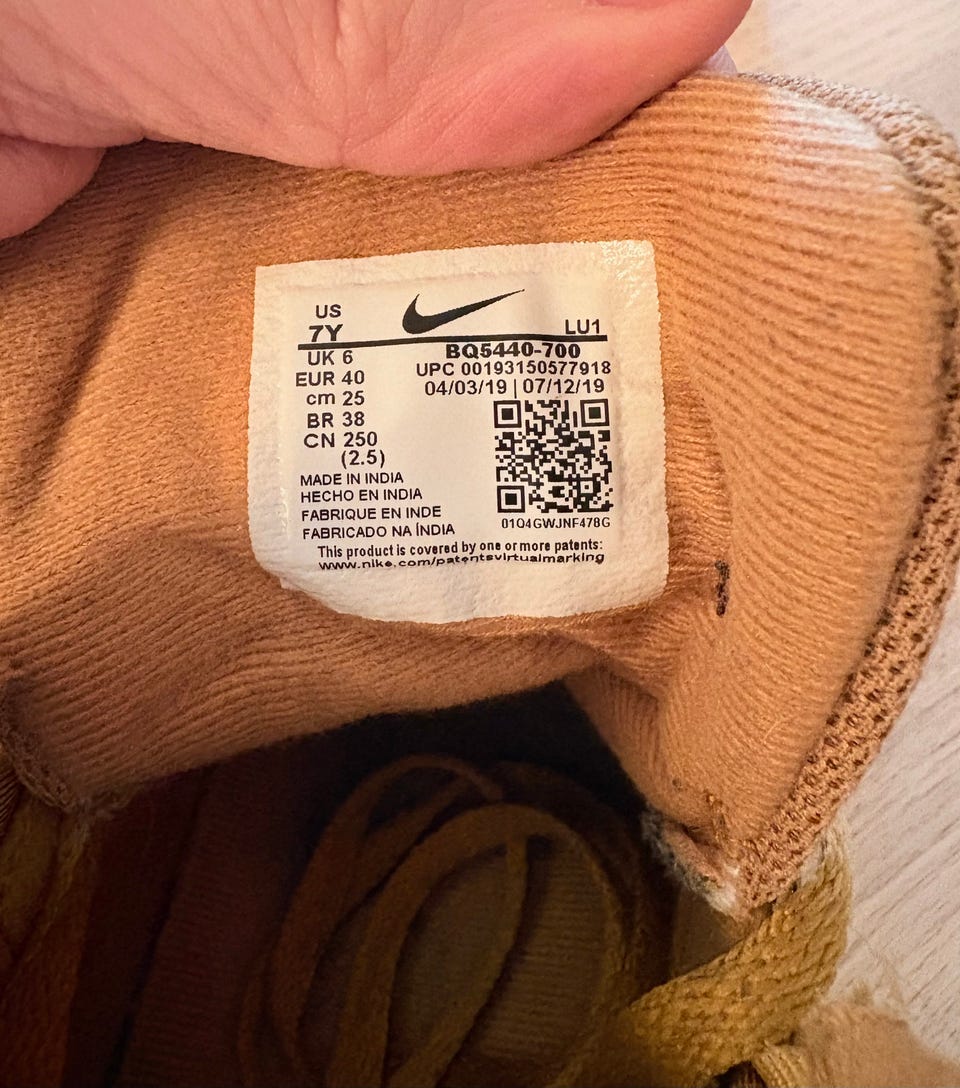 US
7Y
LU1
UK 6
EUR 40
cm 25
BR 38
CN 250
(2.5)
BQ5440-700
UPC 00193150577918
04/03/19 | 07/12/19
01Q4GWJNF478G
MADE IN INDIA
HECHO EN INDIA
FABRIQUE EN INDE
FABRICADO NA ÍNDIA
This product is covered by one or more patents:
www.nike.com/patentsvirtualmarking